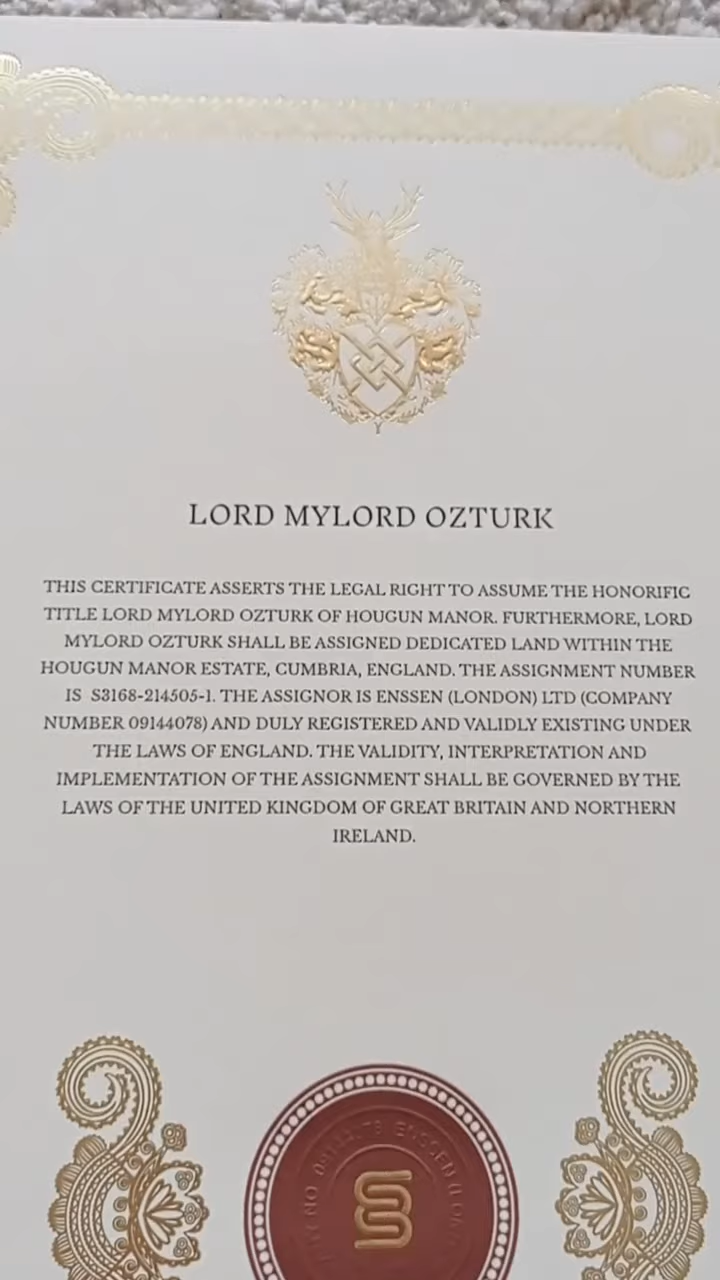 LORD MYLORD OZTURK
THIS CERTIFICATE ASSERTS THE LEGAL RIGHT TO ASSUME THE HONORIFIC
TITLE LORD MYLORD OZTURK OF HOUGUN MANOR. FURTHERMORE, LORD
MYLORD OZTURK SHALL BE ASSIGNED DEDICATED LAND WITHIN THE
HOUGUN MANOR ESTATE, CUMBRIA, ENGLAND. THE ASSIGNMENT NUMBER
IS S3168-214505-1. THE ASSIGNOR IS ENSSEN (LONDON) LTD (COMPANY
NUMBER 09144078) AND DULY REGISTERED AND VALIDLY EXISTING UNDER
THE LAWS OF ENGLAND. THE VALIDITY, INTERPRETATION AND
IMPLEMENTATION OF THE ASSIGNMENT SHALL BE GOVERNED BY THE
LAWS OF THE UNITED KINGDOM OF GREAT BRITAIN AND NORTHERN
IRELAND.
ENSSEN